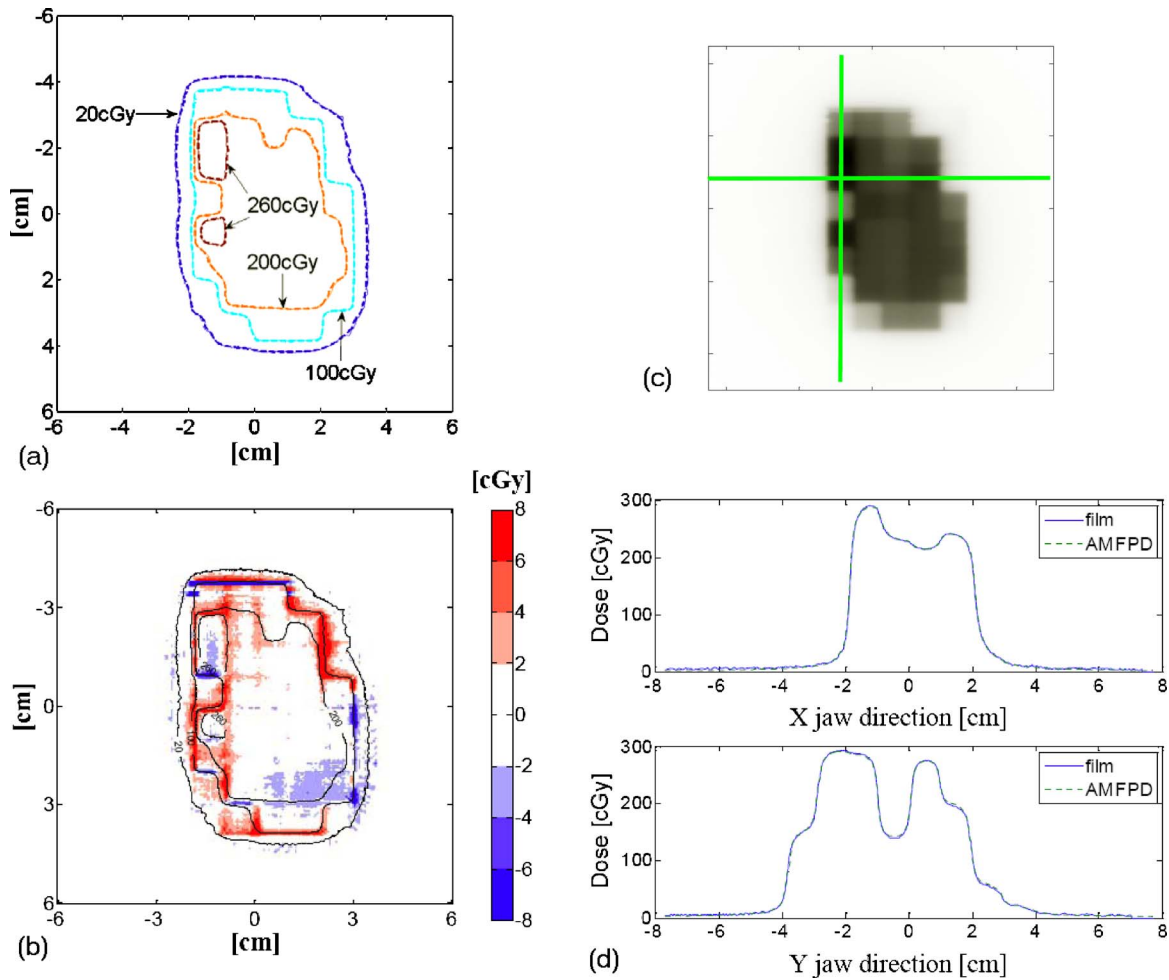 -6
-4
-2
0
2
4
6
[cm]
20cGy
260cGy
200cGy
100cGy
-6 -4 -2 0 2 4 6
[cm]
(a)
(c)
[cGy]
-6
-3
0
3
6
[cm]
260
200
100
20
-6 -3 0 3 6
[cm]
(b)
8
6
4
2
-0
-2
-4
-6
-8
300
200
100
0
Dose [cGy]
film
AMFPD
-8 -6 -4 -2 0 2 4 6 8
X jaw direction [cm]
300
200
100
0
Dose [cGy]
film
AMFPD
-8 -6 -4 -2 0 2 4 6 8
Y jaw direction [cm]
(d)